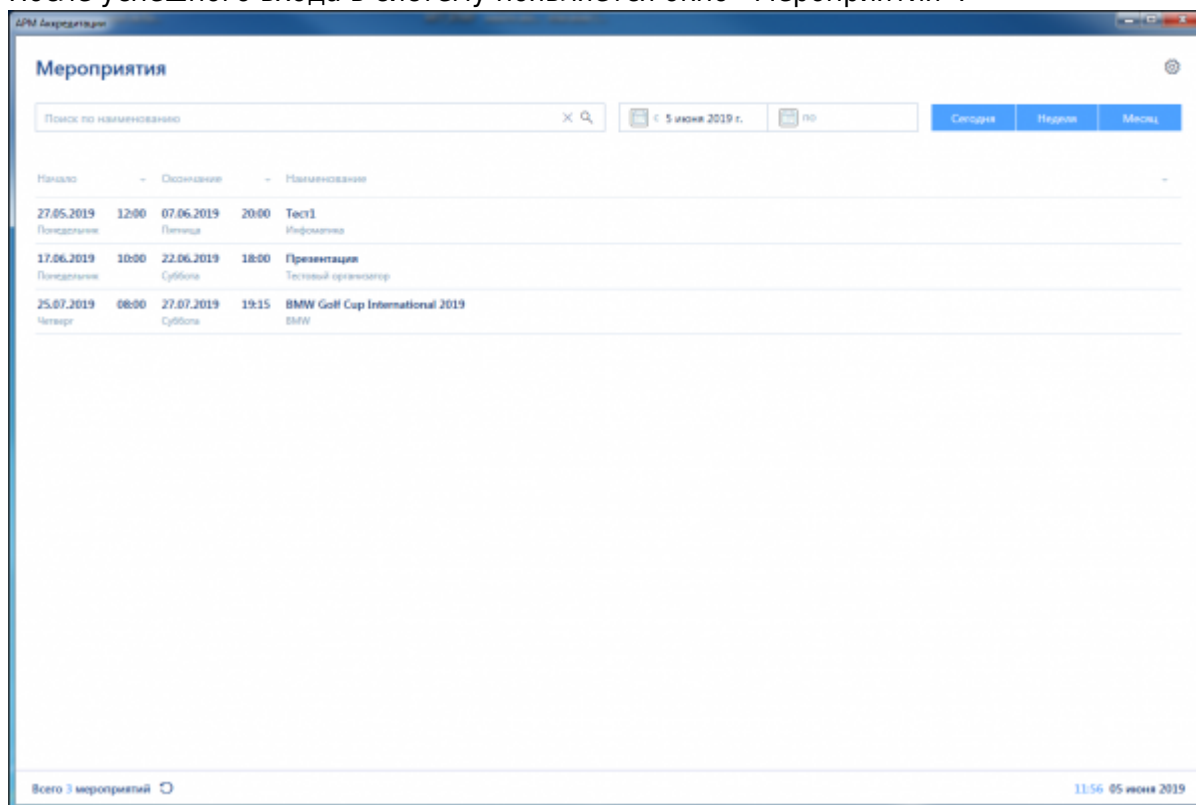 После успешного входа в систему появляется окно "Мероприятия".
АРМ Аккредитации
Мероприятия
Поиск по наименованию
с 5 июня 2019 г. по Сегодня Неделя Месяц
Начало Окончание Наименование
27.05.2019 12:00 07.06.2019 20:00 Тест1
Понедельник Пятница Инфоматика
17.06.2019 10:00 22.06.2019 18:00 Презентация
Понедельник Суббота Тестовый организатор
25.07.2019 08:00 27.07.2019 19:15 BMW Golf Cup International 2019
Четверг Суббота BMW
Всего 3 мероприятий 11:56 05 июня 2019